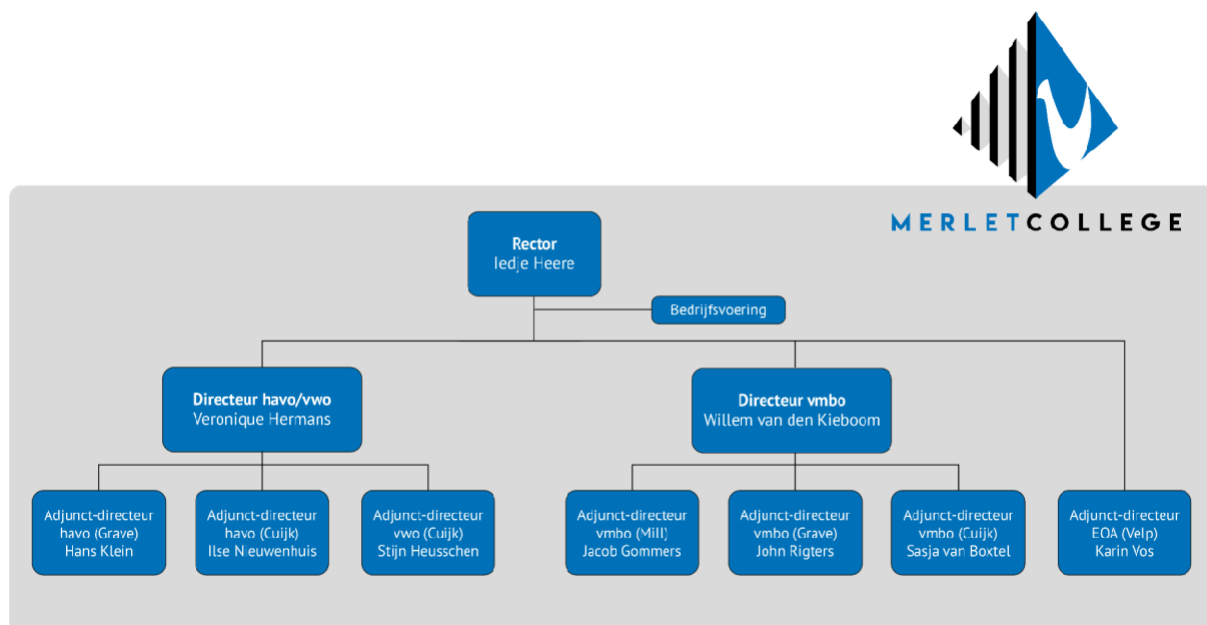 MERLETCOLLEGE
Rector
Iedje Heere
Bedrijfsvoering
Directeur havo/vwo
Veronique Hermans
Directeur vmbo
Willem van den Kieboom
Adjunct-directeur
havo (Grave)
Hans Klein
Adjunct-directeur
havo (Cuijk)
Ilse Nieuwenhuis
Adjunct-directeur
vwo (Cuijk)
Stijn Heusschen
Adjunct-directeur
vmbo (Mill)
Jacob Gommers
Adjunct-directeur
vmbo (Grave)
John Rigters
Adjunct-directeur
vmbo (Cuijk)
Sasja van Boxtel
Adjunct-directeur
EOA (Velp)
Karin Vos